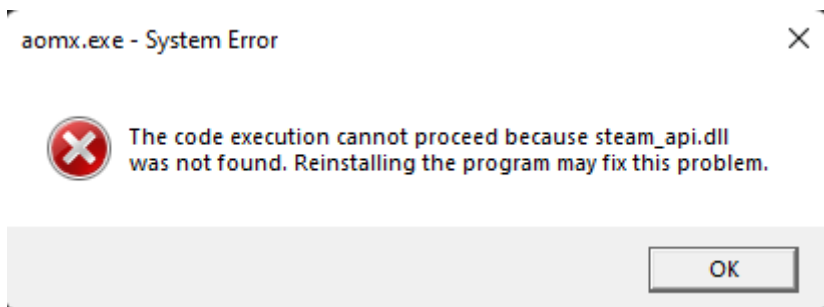 aomx.exe - System Error
The code execution cannot proceed because steam_api.dll
was not found. Reinstalling the program may fix this problem.
OK